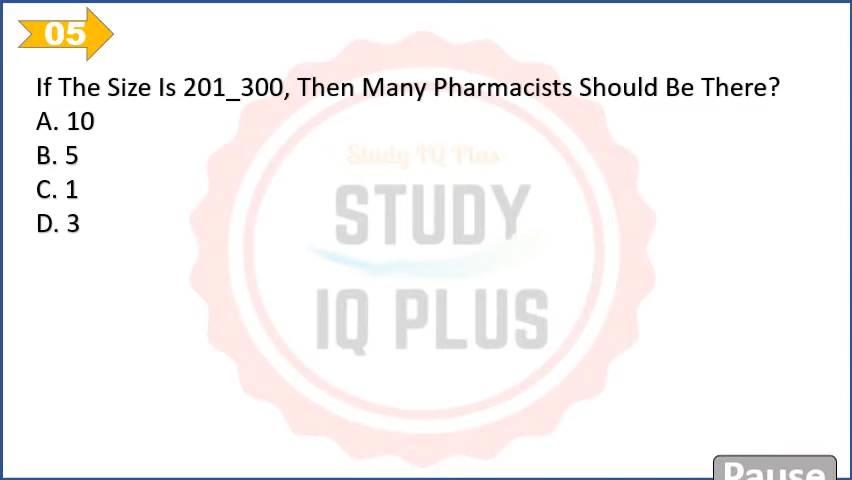 05
If The Size Is 201_300, Then Many Pharmacists Should Be There?
A. 10
B. 5
C. 1
D. 3
Study IQ Plus
STUDY
IQ PLUS
Pause